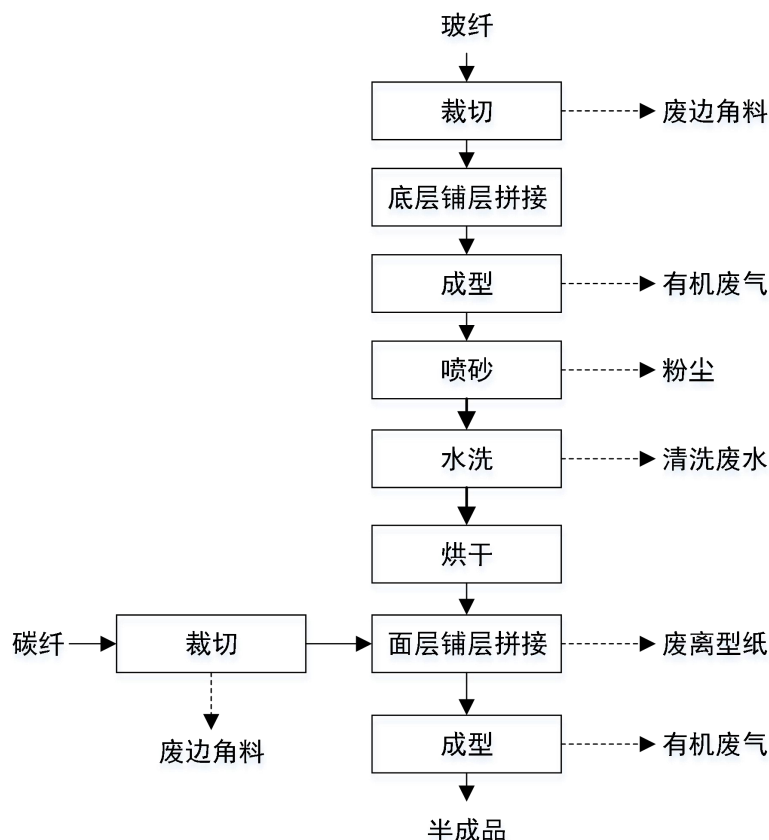 玻纤
裁切
废边角料
底层铺层拼接
成型
有机废气
喷砂
粉尘
水洗
清洗废水
烘干
碳纤
裁切
面层铺层拼接
废离型纸
废边角料
成型
有机废气
半成品